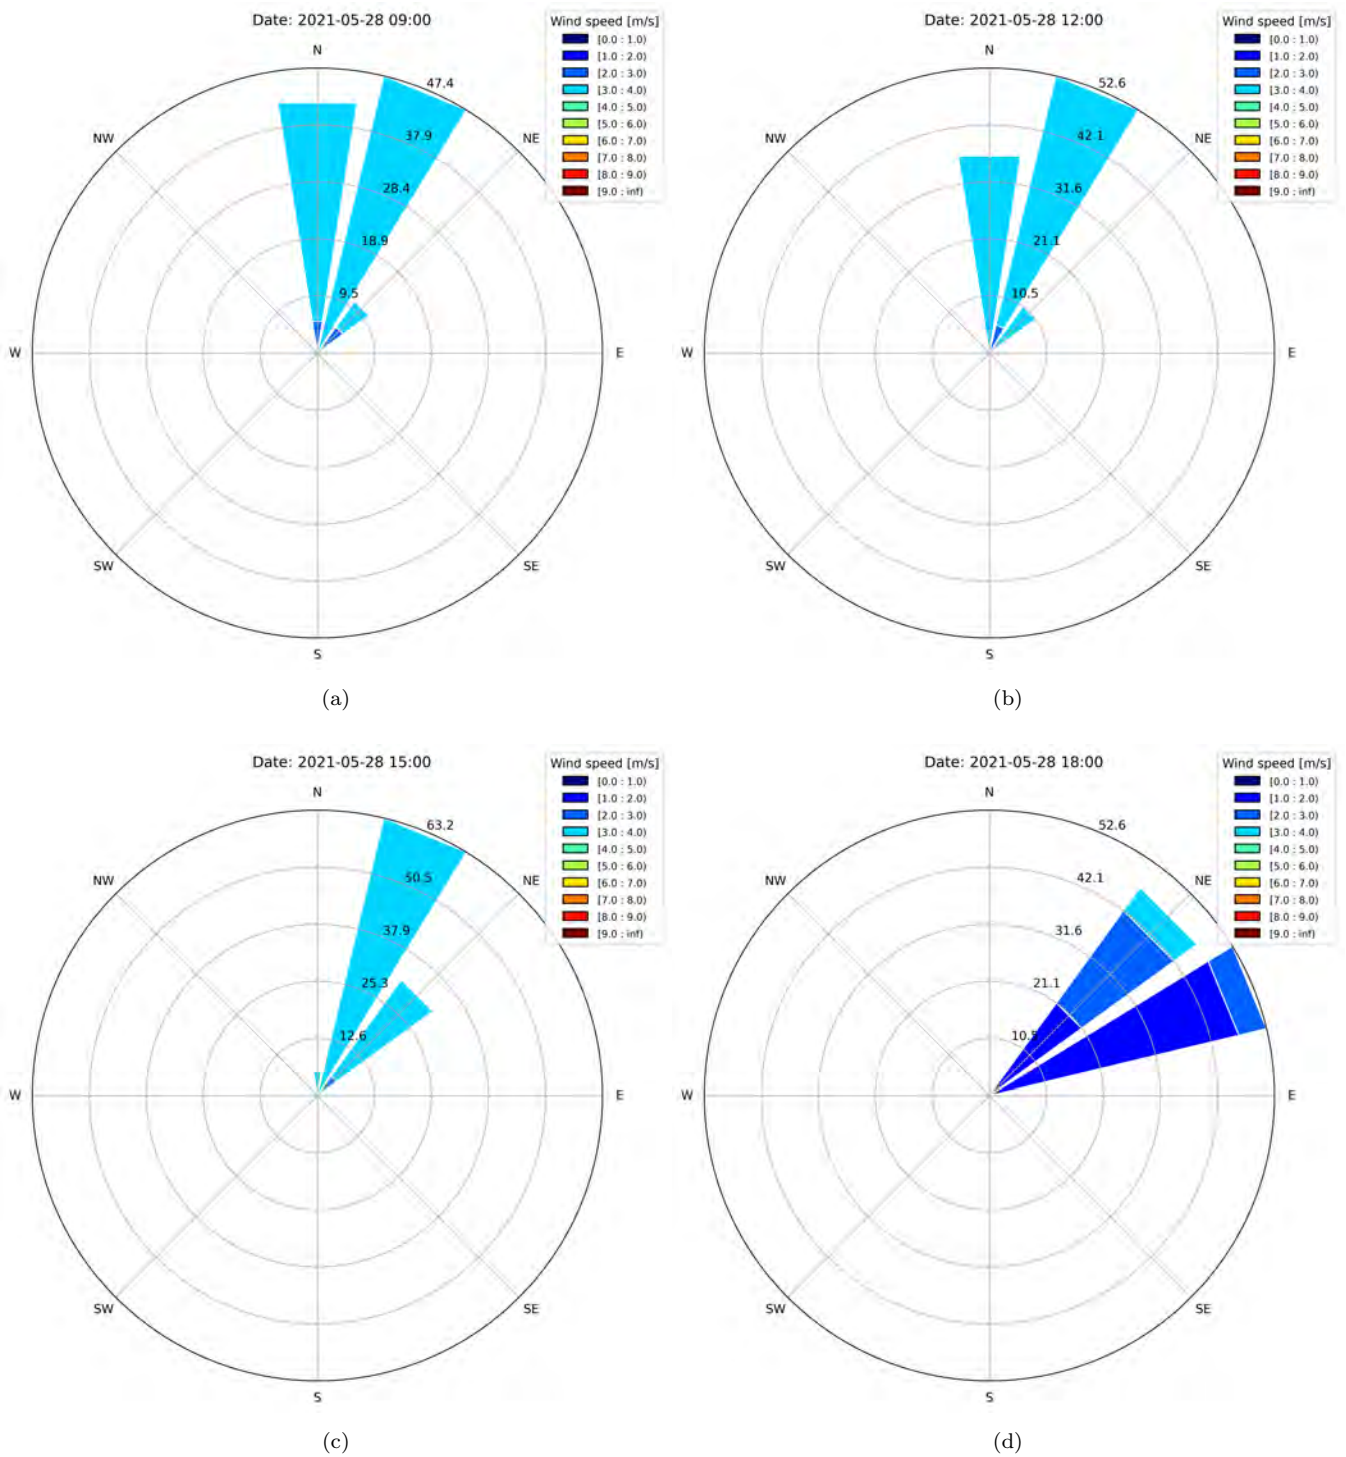 Date: 2021-05-28 09:00
Wind speed [m/s]
[0.0 : 1.0)
[1.0 : 2.0)
[2.0 : 3.0)
[3.0 : 4.0)
[4.0 : 5.0)
[5.0 : 6.0)
[6.0 : 7.0)
[7.0 : 8.0)
[8.0 : 9.0)
[9.0 : inf)
N
47.4
NW
37.9
NE
28.4
18.9
9.5
W
E
SW
SE
S
(a)
Date: 2021-05-28 12:00
Wind speed [m/s]
[0.0 : 1.0)
[1.0 : 2.0)
[2.0 : 3.0)
[3.0 : 4.0)
[4.0 : 5.0)
[5.0 : 6.0)
[6.0 : 7.0)
[7.0 : 8.0)
[8.0 : 9.0)
[9.0 : inf)
N
52.6
NW
42.1
NE
31.6
21.1
10.5
W
E
SW
SE
S
(b)
Date: 2021-05-28 15:00
Wind speed [m/s]
[0.0 : 1.0)
[1.0 : 2.0)
[2.0 : 3.0)
[3.0 : 4.0)
[4.0 : 5.0)
[5.0 : 6.0)
[6.0 : 7.0)
[7.0 : 8.0)
[8.0 : 9.0)
[9.0 : inf)
N
63.2
NW
50.5
NE
37.9
25.3
12.6
W
E
SW
SE
S
(c)
Date: 2021-05-28 18:00
Wind speed [m/s]
[0.0 : 1.0)
[1.0 : 2.0)
[2.0 : 3.0)
[3.0 : 4.0)
[4.0 : 5.0)
[5.0 : 6.0)
[6.0 : 7.0)
[7.0 : 8.0)
[8.0 : 9.0)
[9.0 : inf)
N
52.6
NW
42.1
NE
31.6
21.1
10.5
W
E
SW
SE
S
(d)